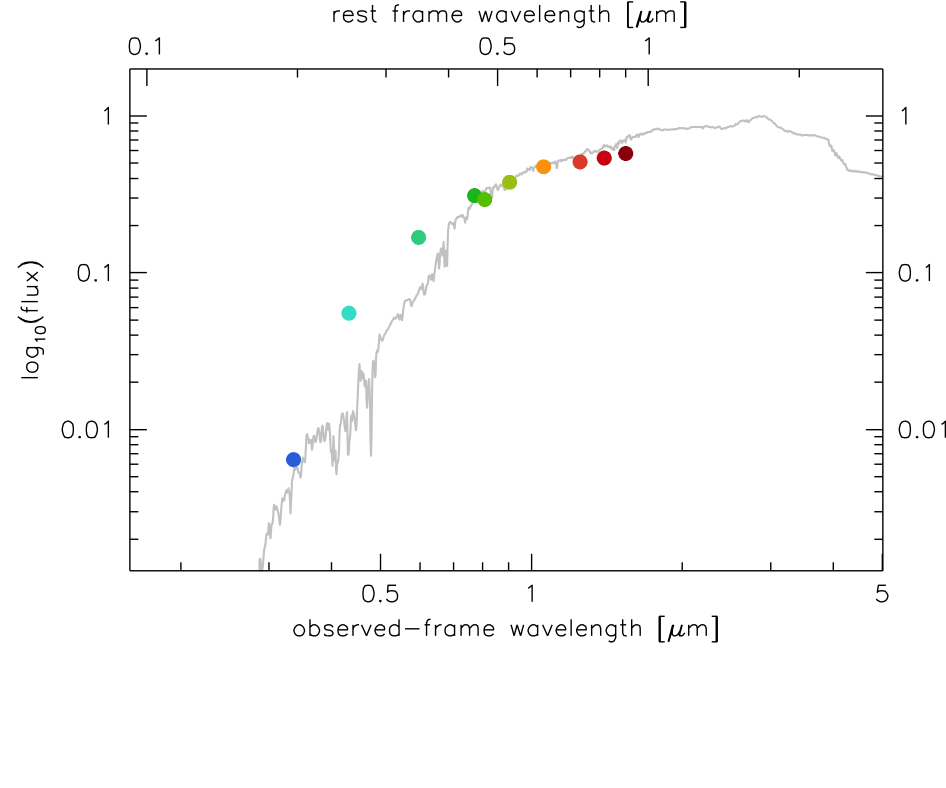 rest frame wavelength [μm]
0.1 0.5 1
1 1
0.1 0.1
0.01 0.01
log10(flux)
0.5 1 5
observed-frame wavelength [μm]